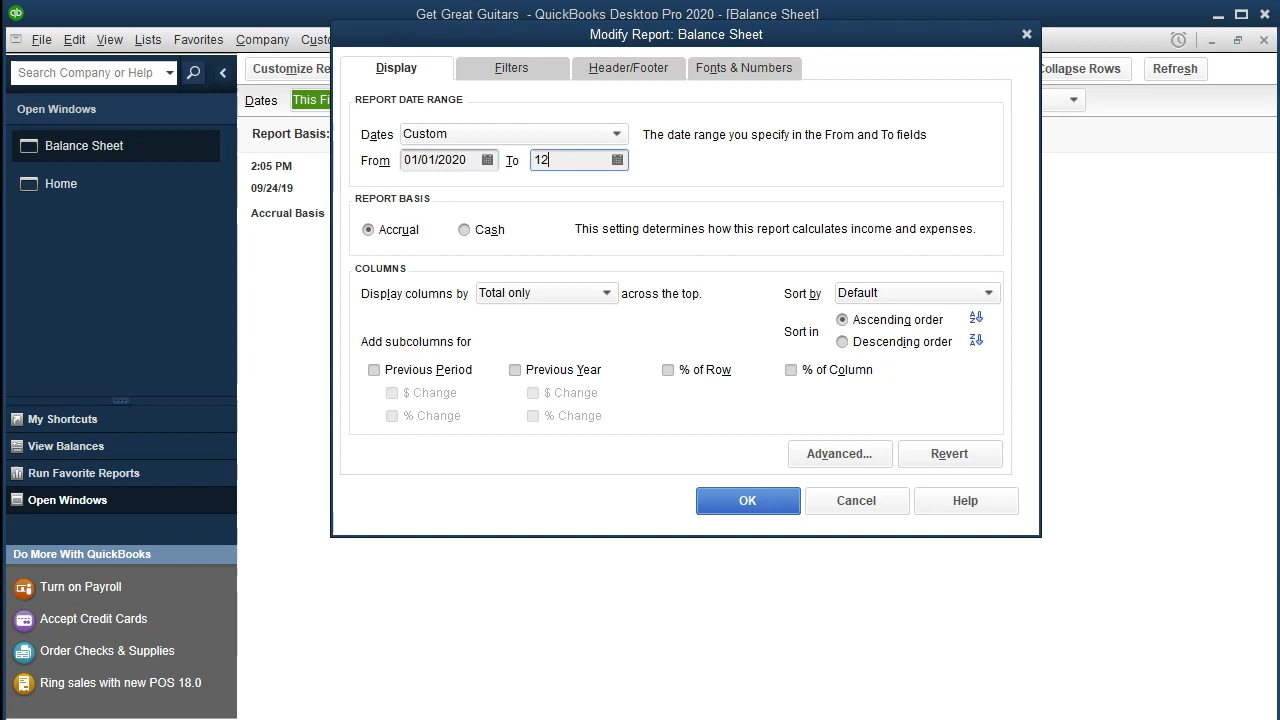 Get Great Guitars - QuickBooks Desktop Pro 2020 - [Balance Sheet]
File Edit View Lists Favorites Company Custo
Modify Report: Balance Sheet
Search Company or Help
Customize Re
Collapse Rows Refresh
Display Filters Header/Footer Fonts & Numbers
Open Windows
Dates This Fi
REPORT DATE RANGE
Report Basis:
Dates Custom The date range you specify in the From and To fields
Balance Sheet
From 01/01/2020 To 12
2:05 PM
Home
09/24/19
REPORT BASIS
Accrual Basis
Accrual Cash This setting determines how this report calculates income and expenses.
COLUMNS
Display columns by Total only across the top. Sort by Default
Sort in Ascending order
Descending order
Add subcolumns for
Previous Period Previous Year % of Row % of Column
$ Change $ Change
% Change % Change
My Shortcuts
View Balances
Advanced... Revert
Run Favorite Reports
Open Windows
OK Cancel Help
Do More With QuickBooks
Turn on Payroll
Accept Credit Cards
Order Checks & Supplies
Ring sales with new POS 18.0